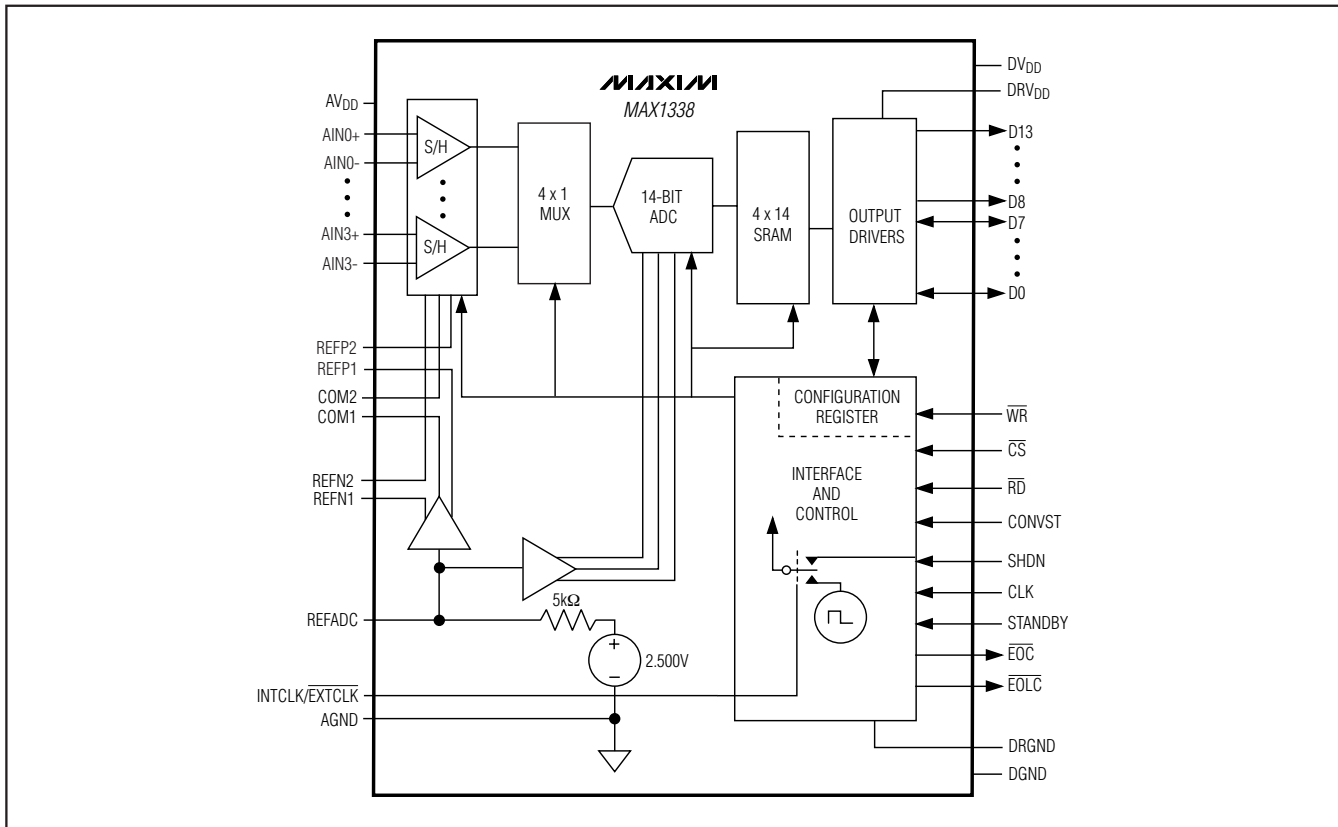 MAXIM
MAX1338
AVDD
AIN0+
AIN0-
AIN3+
AIN3-
REFP2
REFP1
COM2
COM1
REFN2
REFN1
REFADC
INTCLK/EXTCLK
AGND
S/H
S/H
4 x 1
MUX
14-BIT
ADC
4 x 14
SRAM
OUTPUT
DRIVERS
CONFIGURATION
REGISTER
INTERFACE
AND
CONTROL
5kΩ
+
2.500V
−
DVDD
DRVDD
D13
D8
D7
D0
WR
CS
RD
CONVST
SHDN
CLK
STANDBY
EOC
EOLC
DRGND
DGND